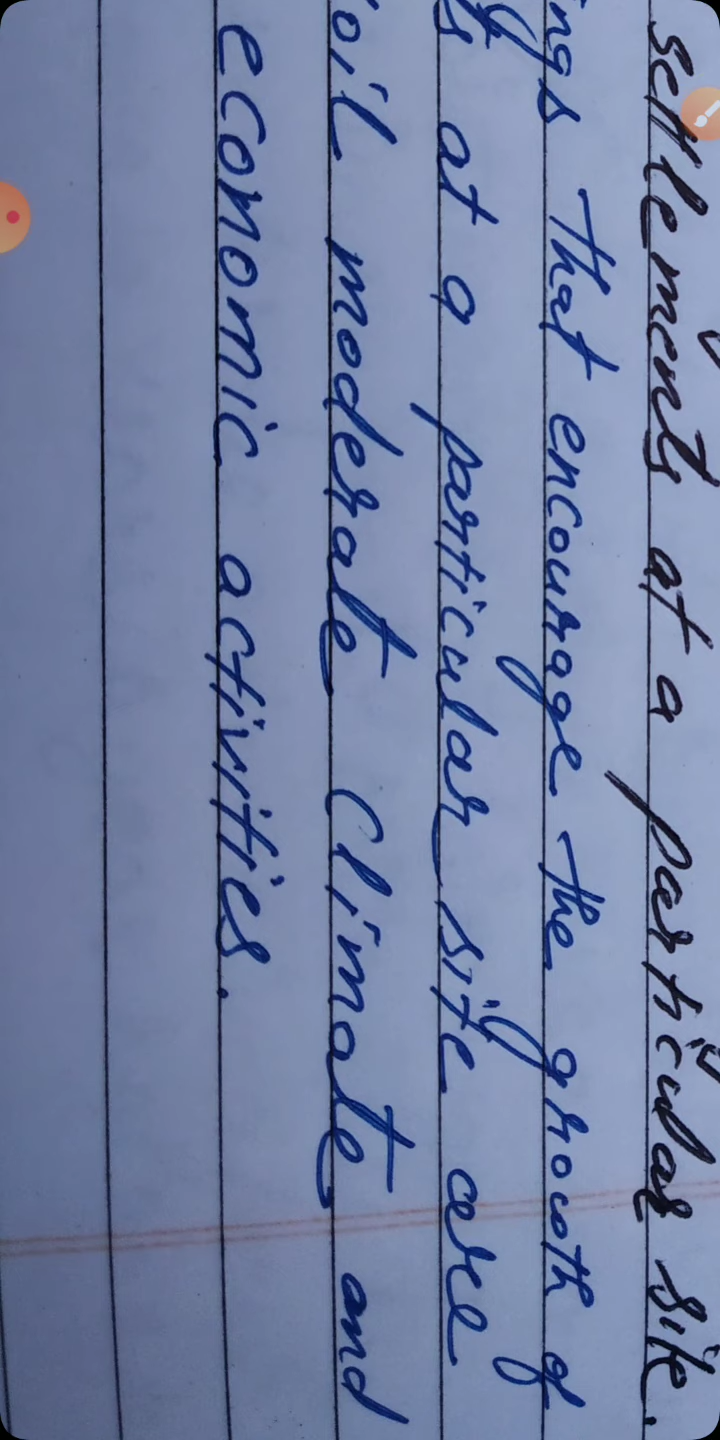 settlements at a particular site.
ings that encourage the growth of
at a particular site are
oil moderate climate and
economic activities.